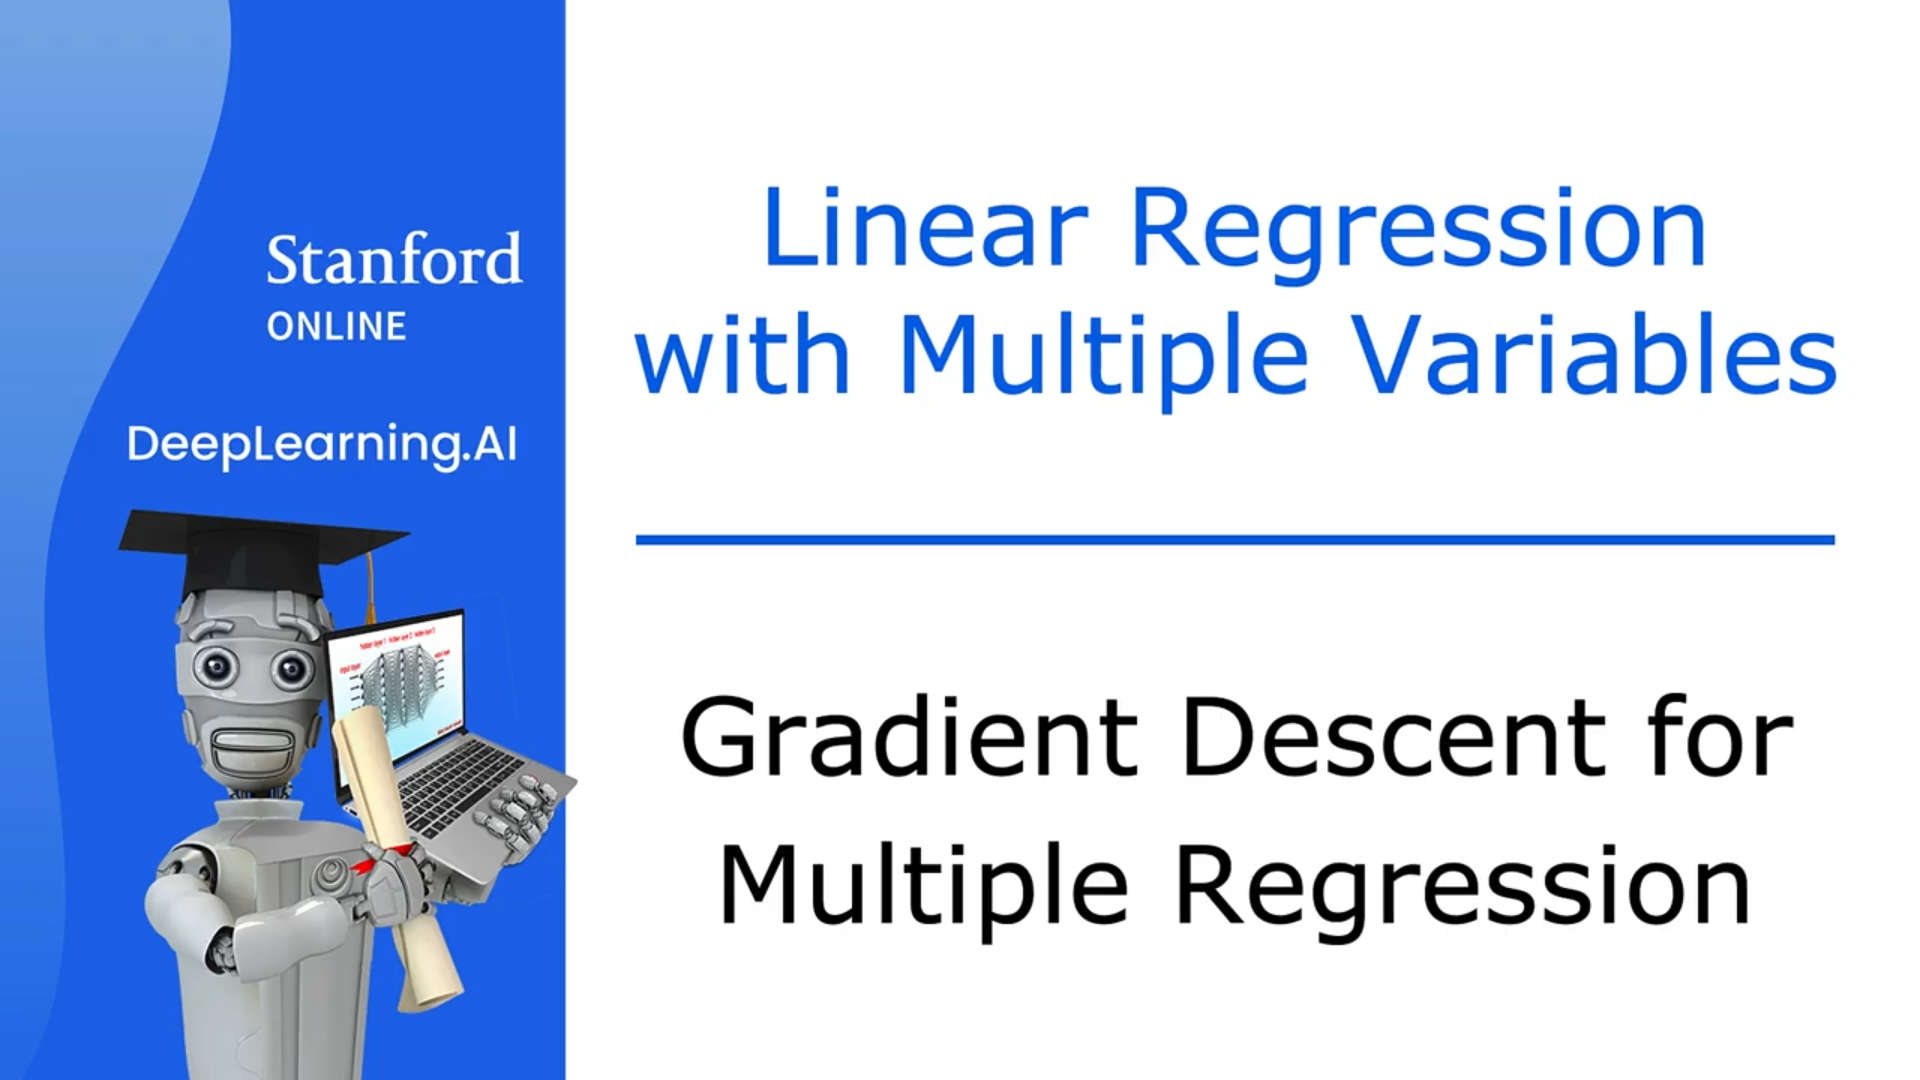 Stanford
ONLINE
DeepLearning.AI
Linear Regression
with Multiple Variables
Gradient Descent for
Multiple Regression